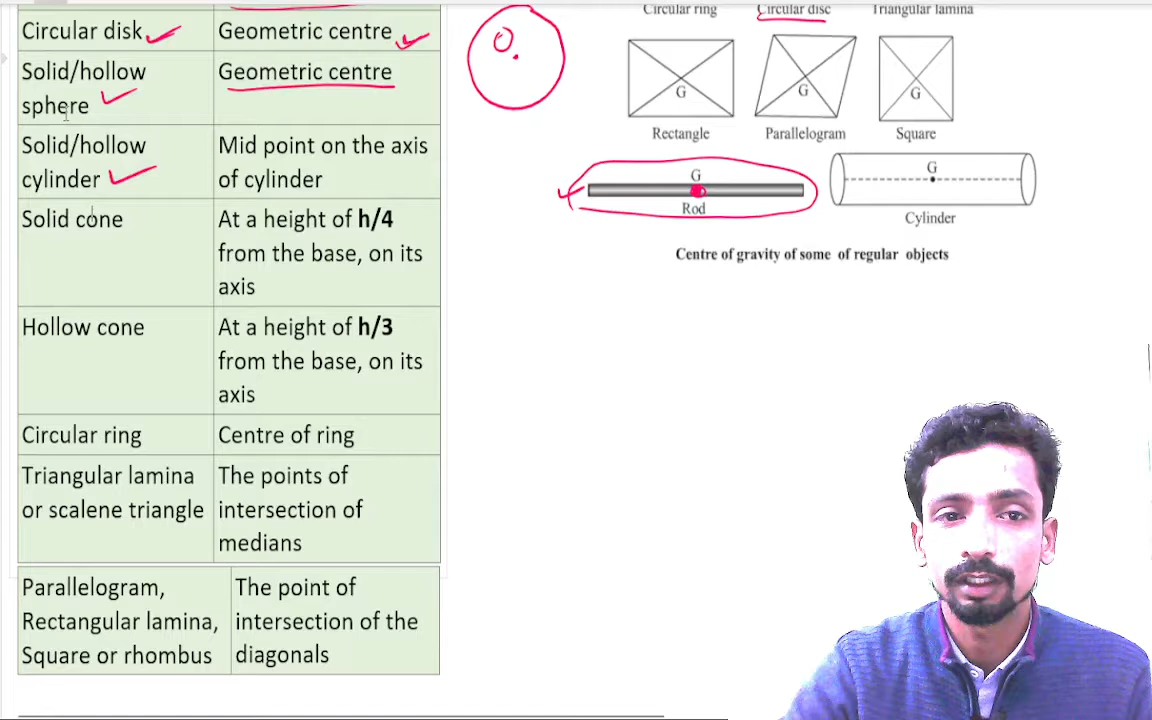 Circular disk
Geometric centre
Solid/hollow
sphere
Geometric centre
Solid/hollow
cylinder
Mid point on the axis
of cylinder
Solid cone
At a height of h/4
from the base, on its
axis
Hollow cone
At a height of h/3
from the base, on its
axis
Circular ring
Centre of ring
Triangular lamina
or scalene triangle
The points of
intersection of
medians
Parallelogram,
Rectangular lamina,
Square or rhombus
The point of
intersection of the
diagonals
Circular ring
Circular disc
Triangular lamina
G
G
G
Rectangle
Parallelogram
Square
G
Rod
G
Cylinder
Centre of gravity of some of regular objects